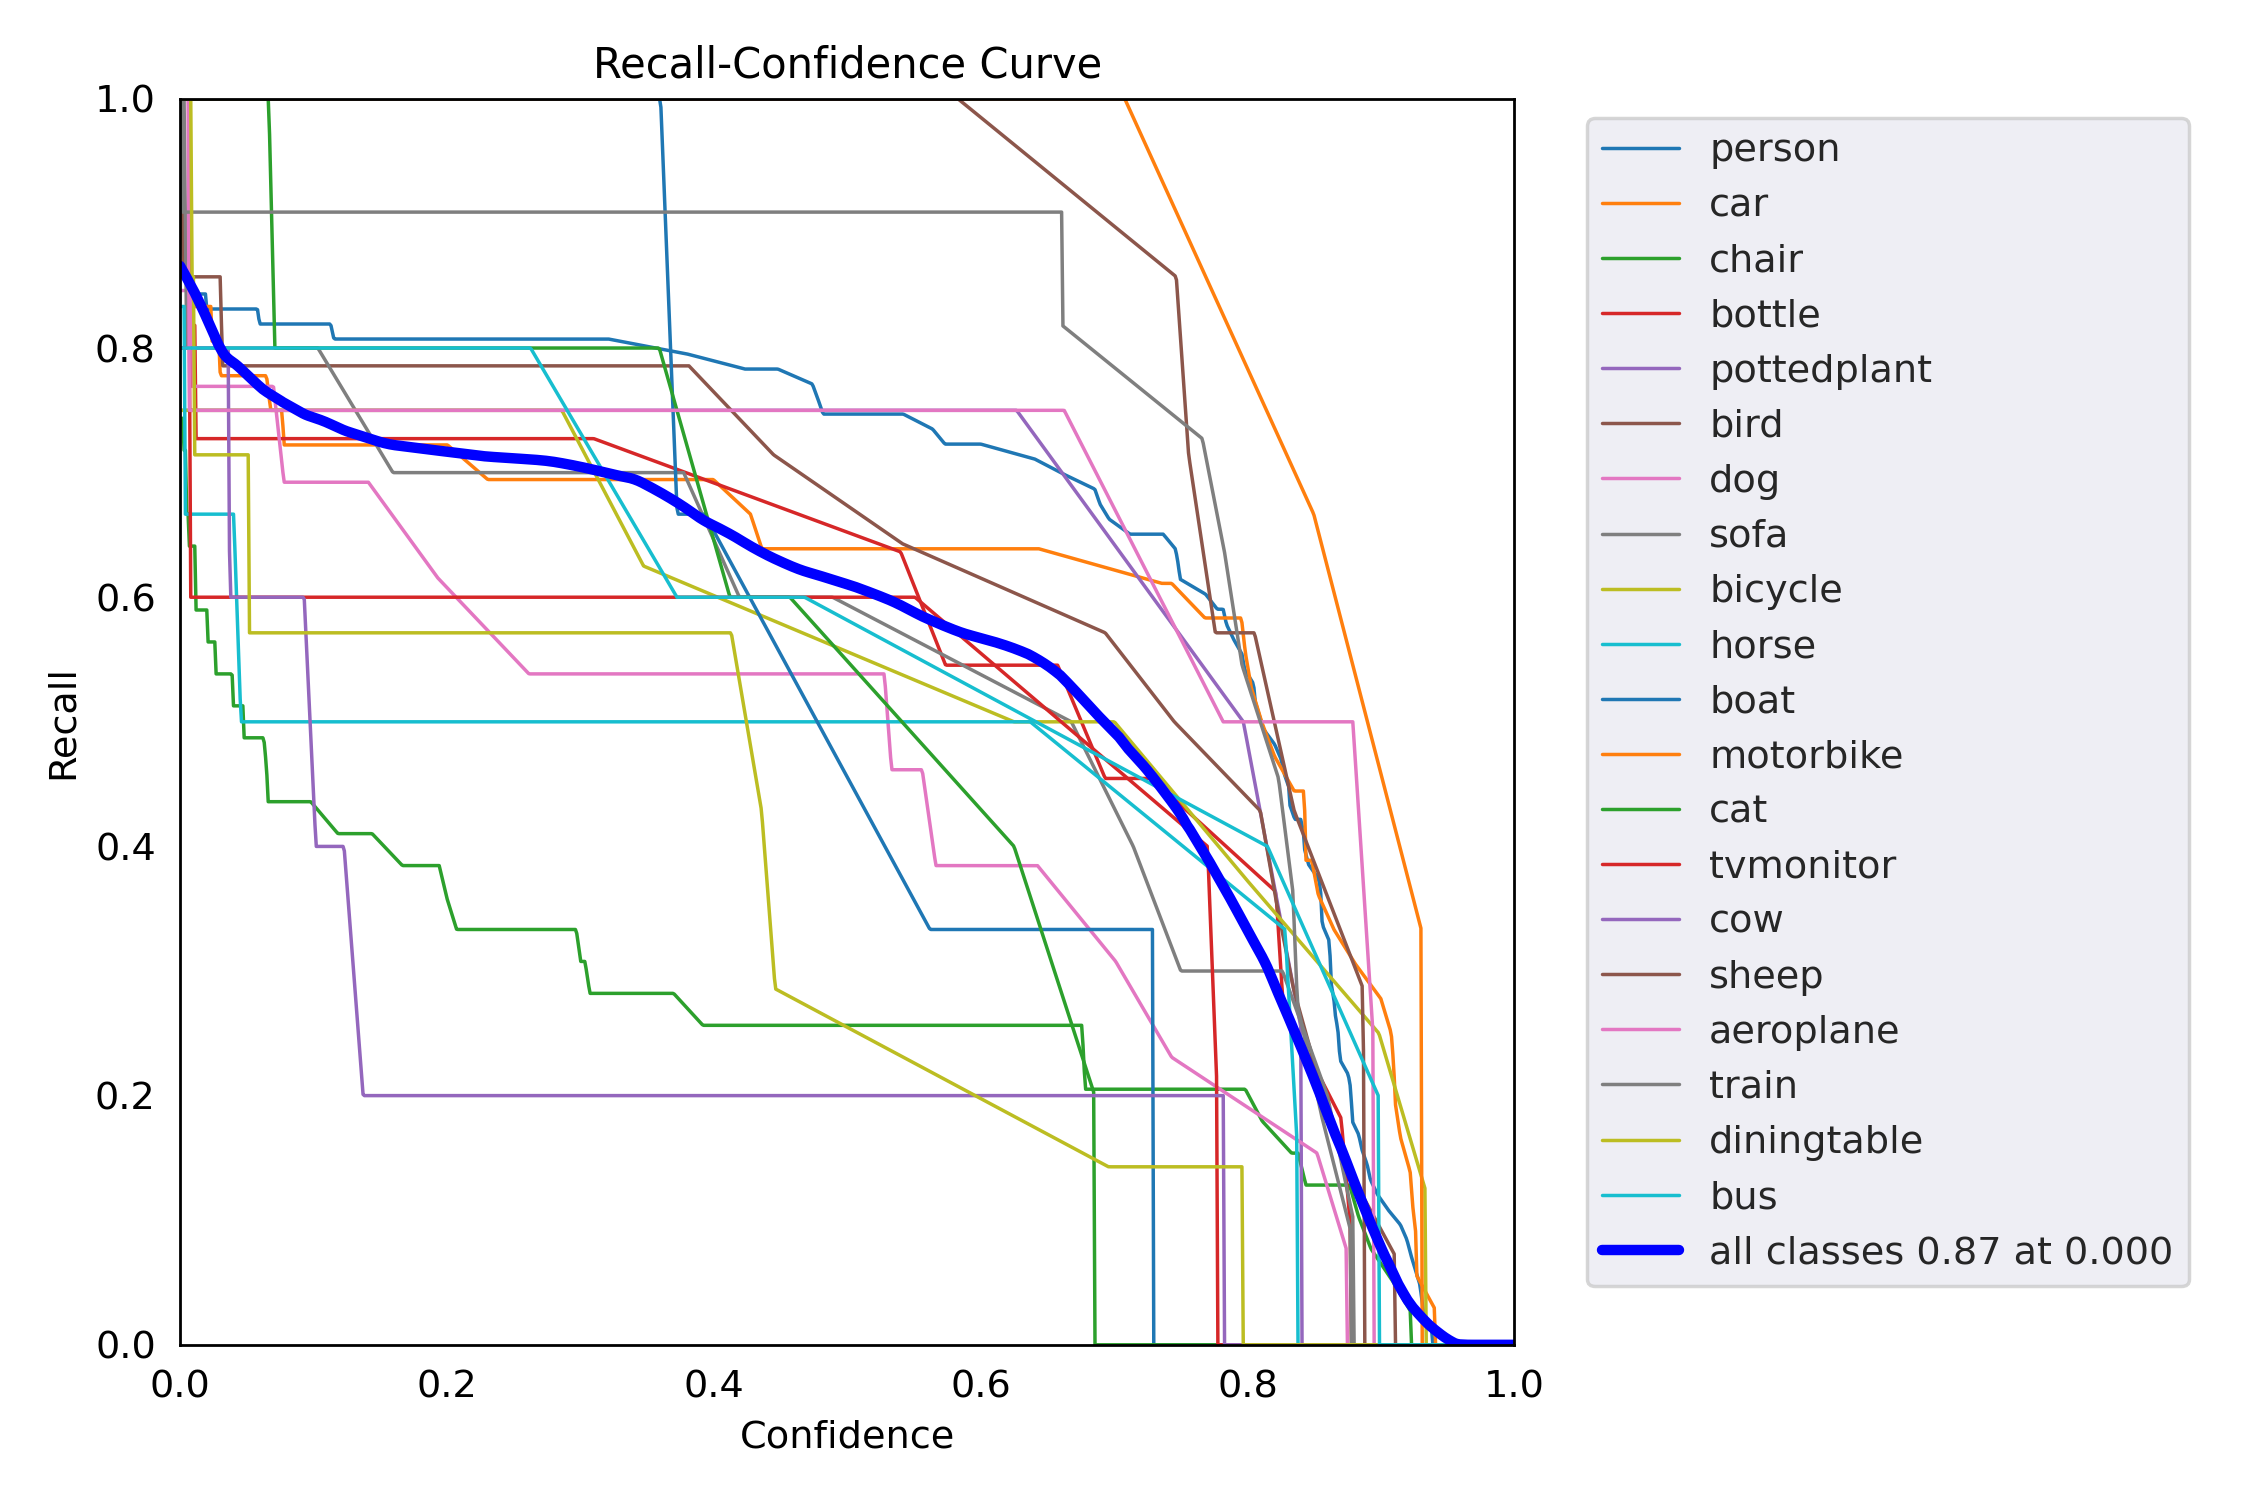 Recall-Confidence Curve
1.0
0.8
0.6
0.4
0.2
0.0
Recall
0.0 0.2 0.4 0.6 0.8 1.0
Confidence
person
car
chair
bottle
pottedplant
bird
dog
sofa
bicycle
horse
boat
motorbike
cat
tvmonitor
cow
sheep
aeroplane
train
diningtable
bus
all classes 0.87 at 0.000